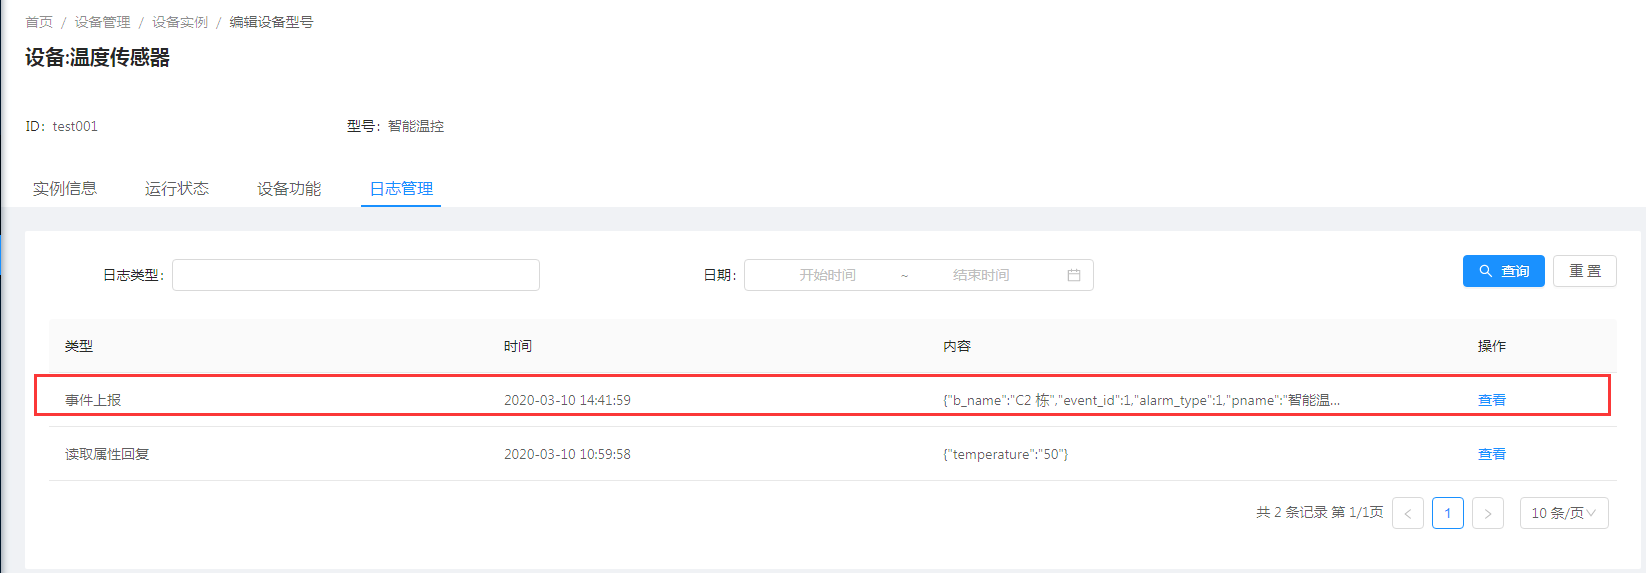 首页 / 设备管理 / 设备实例 / 编辑设备型号
设备:温度传感器
ID: test001 型号: 智能温控
实例信息 运行状态 设备功能 日志管理
日志类型: 日期: 开始时间 ~ 结束时间 查询 重 置
类型 时间 内容 操作
事件上报 2020-03-10 14:41:59 {"b_name":"C2 栋","event_id":1,"alarm_type":1,"pname":"智能温... 查看
读取属性回复 2020-03-10 10:59:58 {"temperature":"50"} 查看
共 2 条记录 第 1/1页 < 1 > 10 条/页